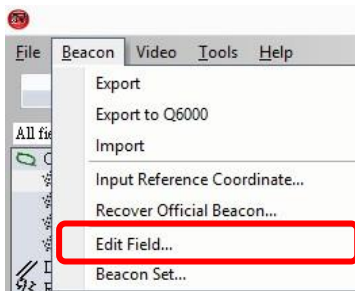 File Beacon Video Tools Help
Export
Export to Q6000
All
Import
Input Reference Coordinate...
Recover Official Beacon...
Edit Field...
Beacon Set...